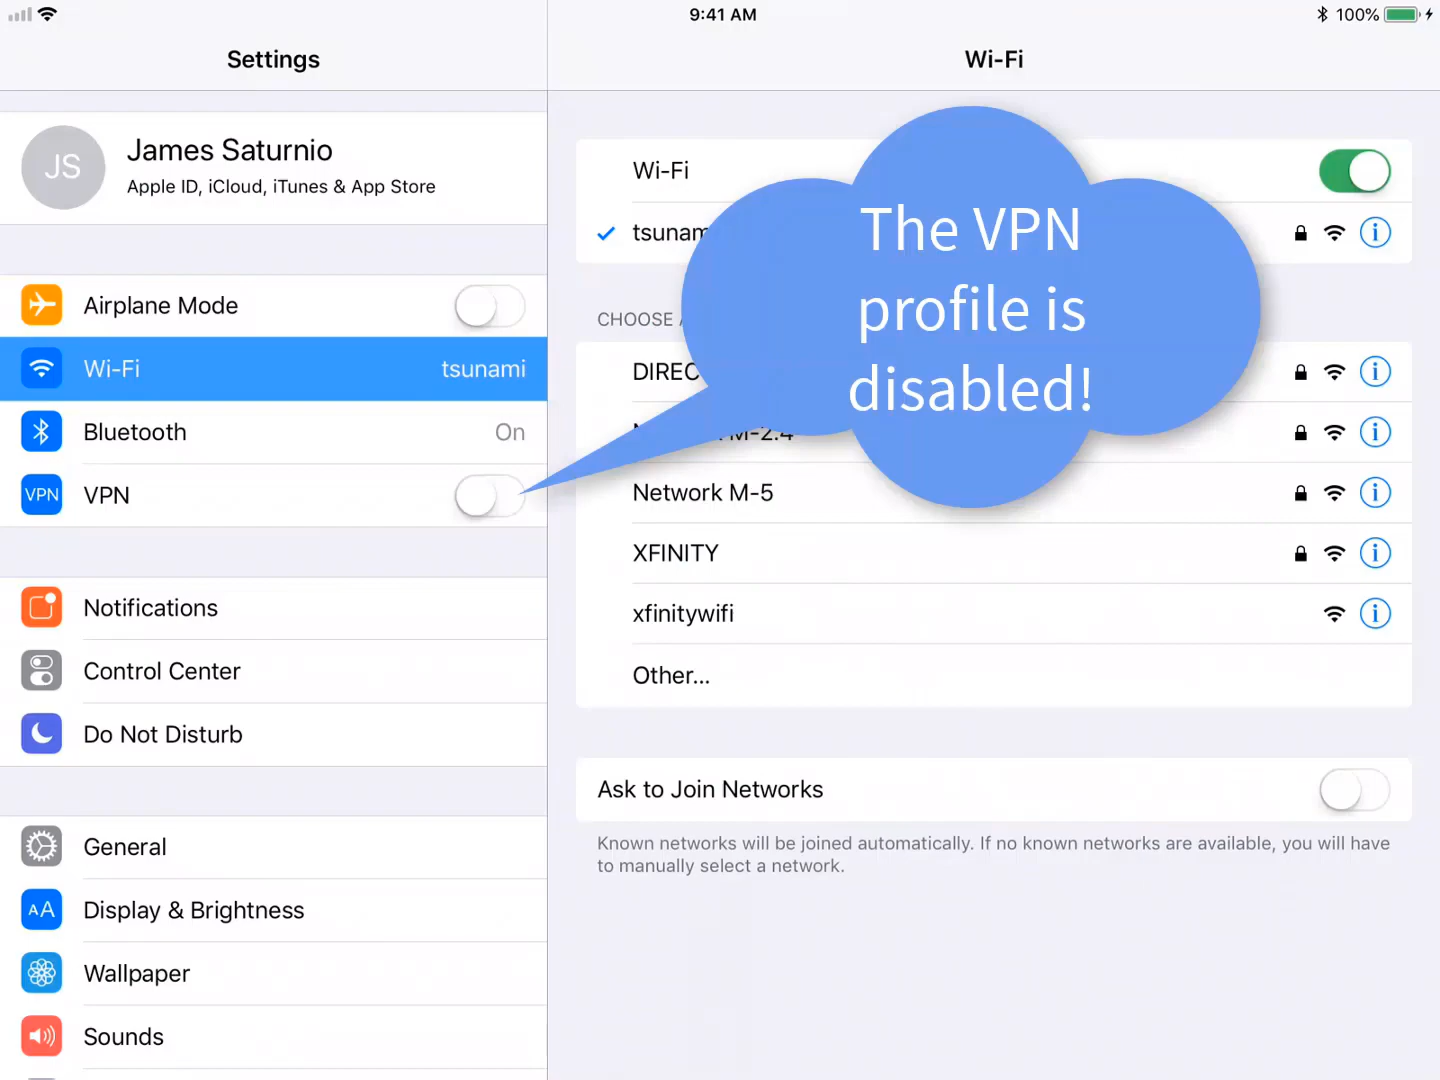 9:41 AM
100%
Settings
Wi-Fi
JS
James Saturnio
Apple ID, iCloud, iTunes & App Store
Airplane Mode
Wi-Fi
tsunami
Bluetooth
On
VPN
VPN
Notifications
Control Center
Do Not Disturb
General
AA
Display & Brightness
Wallpaper
Sounds
Wi-Fi
CHOOSE
Network M-5
XFINITY
xfinitywifi
Other...
Ask to Join Networks
Known networks will be joined automatically. If no known networks are available, you will have
to manually select a network.
The VPN
profile is
disabled!